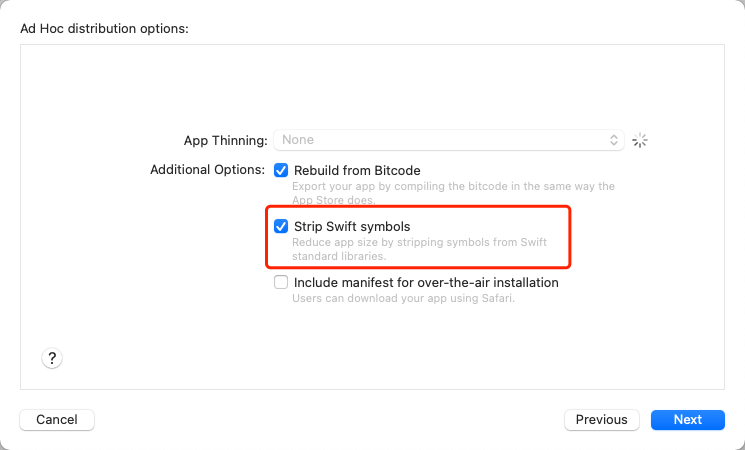 Ad Hoc distribution options:
App Thinning: None
Additional Options: Rebuild from Bitcode
Export your app by compiling the bitcode in the same way the
App Store does.
Strip Swift symbols
Reduce app size by stripping symbols from Swift
standard libraries.
Include manifest for over-the-air installation
Users can download your app using Safari.
?
Cancel Previous Next